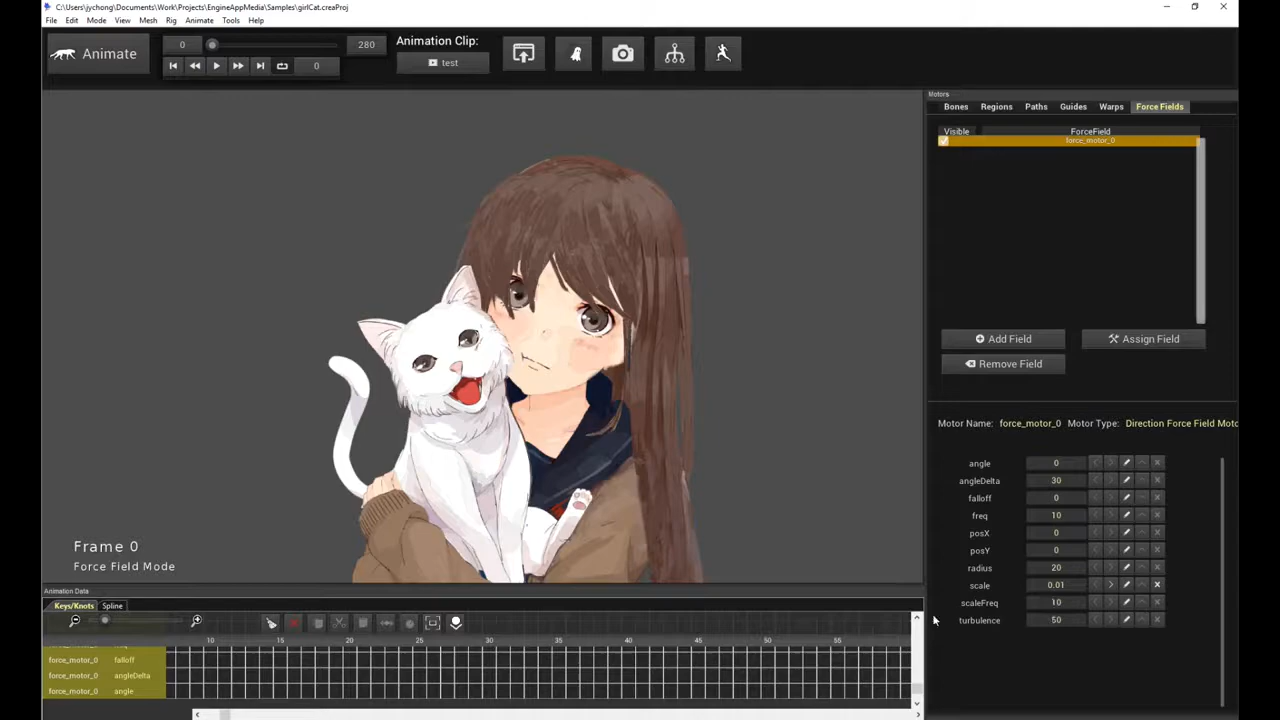 C:\Users\jychong\Documents\Work\Projects\EngineAppMedia\Samples\girlCat.creaProj
File Edit Mode View Mesh Rig Animate Tools Help
Animate
0 280
0
Animation Clip:
test
Motors
Bones Regions Paths Guides Warps Force Fields
Visible ForceField
force_motor_0
Add Field Assign Field
Remove Field
Motor Name: force_motor_0 Motor Type: Direction Force Field Moto
angle 0
angleDelta 30
falloff 0
freq 10
posX 0
posY 0
radius 20
scale 0.01
scaleFreq 10
turbulence 50
Frame 0
Force Field Mode
Animation Data
Keys/Knots Spline
10 15 20 25 30 35 40 45 50 55
force_motor_0 falloff
force_motor_0 angleDelta
force_motor_0 angle